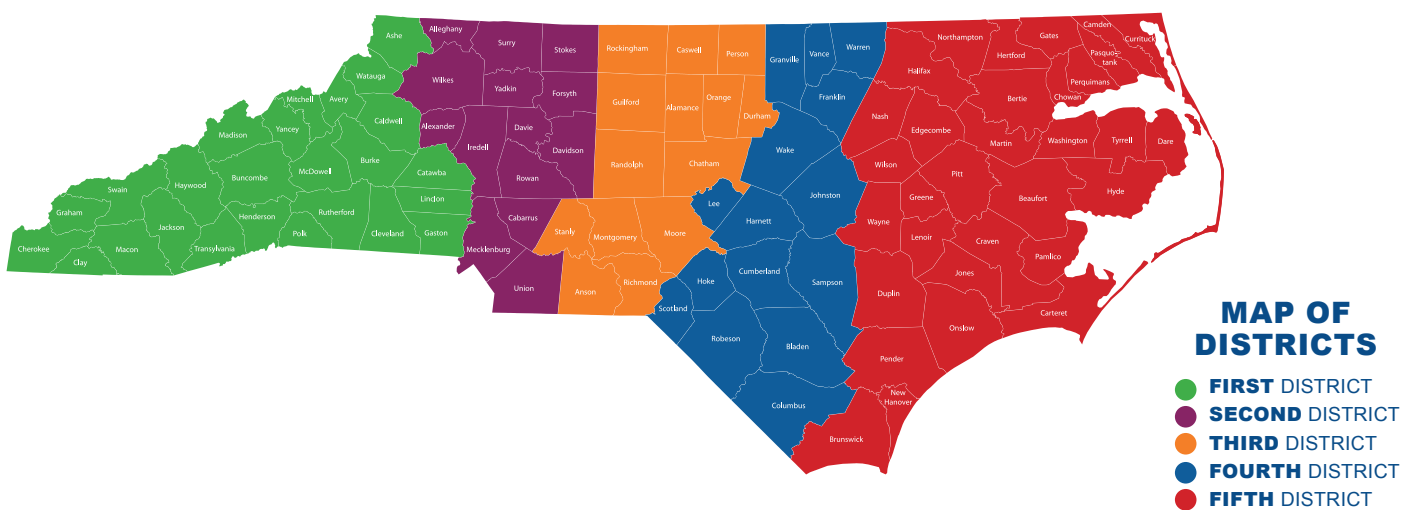 Ashe
Alleghany
Surry
Stokes
Rockingham
Caswell
Person
Granville
Vance
Warren
Northampton
Gates
Camden
Currituck
Pasquo-
tank
Hertford
Halifax
Perquimans
Chowan
Bertie
Watauga
Wilkes
Yadkin
Forsyth
Guilford
Alamance
Orange
Durham
Franklin
Nash
Edgecombe
Martin
Washington
Tyrrell
Dare
Mitchell
Avery
Caldwell
Alexander
Iredell
Davie
Davidson
Randolph
Chatham
Wake
Wilson
Pitt
Beaufort
Hyde
Madison
Yancey
Burke
Catawba
Rowan
Lee
Johnston
Greene
Wayne
Lenoir
Craven
Pamlico
Swain
Haywood
Buncombe
McDowell
Lincloln
Graham
Jackson
Henderson
Rutherford
Cleveland
Gaston
Cabarrus
Stanly
Montgomery
Moore
Harnett
Cherokee
Clay
Macon
Transylvania
Polk
Mecklenburg
Union
Anson
Richmond
Hoke
Cumberland
Sampson
Duplin
Jones
Onslow
Carteret
Scotland
Robeson
Bladen
Pender
Columbus
New
Hanover
Brunswick
MAP OF
DISTRICTS
FIRST DISTRICT
SECOND DISTRICT
THIRD DISTRICT
FOURTH DISTRICT
FIFTH DISTRICT